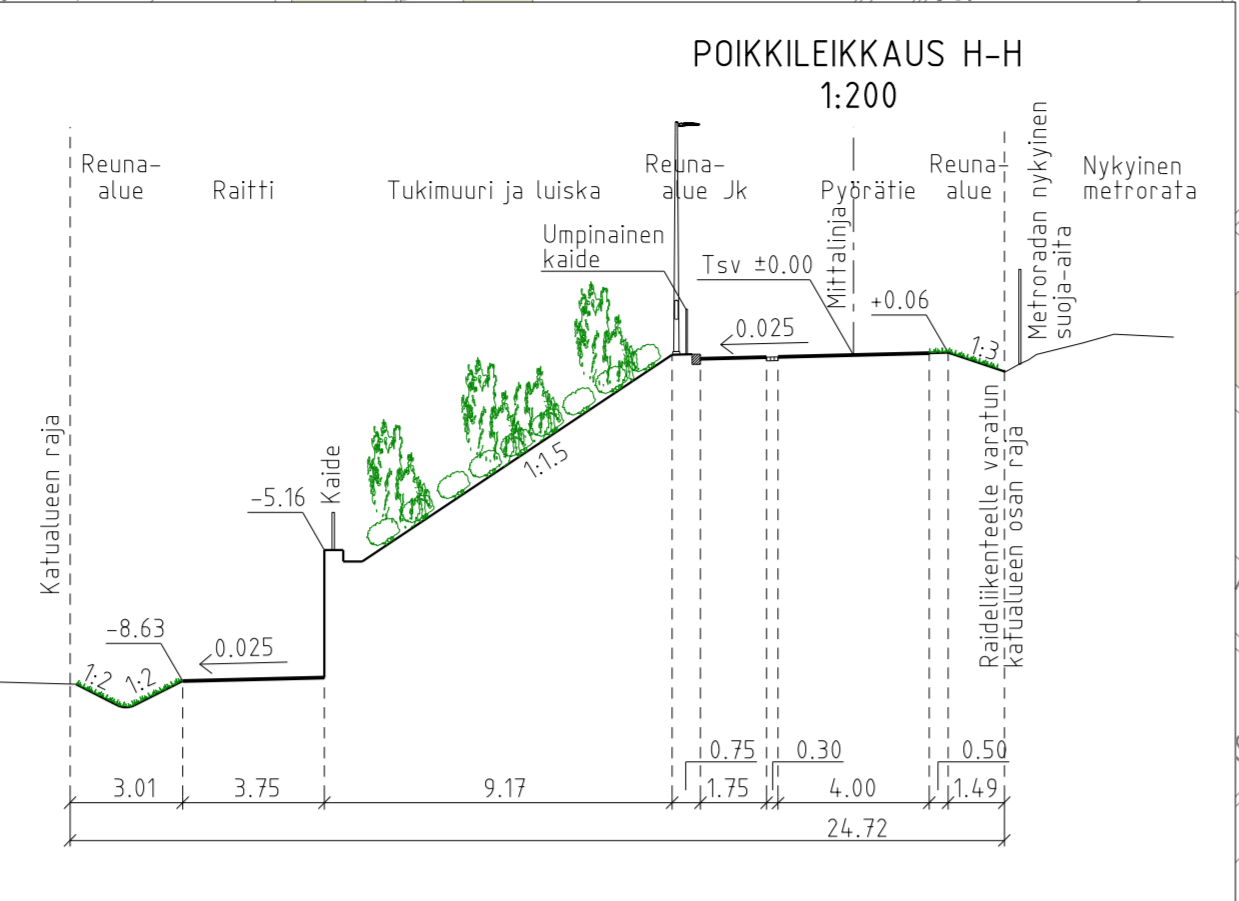 POIKKILEIKKAUS H-H
1:200
Reuna-
alue
Raitti
Tukimuuri ja luiska
Reuna-
alue
Jk
Pyörätie
Reuna-
alue
Nykyinen
metrorata
Metroradan nykyinen
suoja-aita
Umpinainen
kaide
Tsv ±0.00
Mittalinja
+0.06
0.025
1:3
1:1.5
Katualueen raja
-5.16
Kaide
Raideliikenteelle varatun
katualueen osan raja
-8.63
0.025
1:2
1:2
0.75
0.30
0.50
3.01
3.75
9.17
1.75
4.00
1.49
24.72